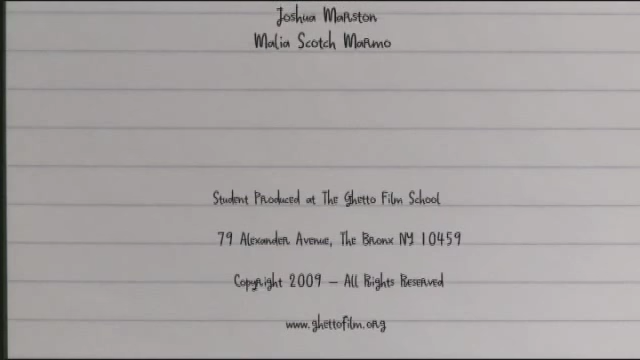 Joshua Marston
Malia Scotch Marmo
Student Produced at The Ghetto Film School
79 Alexander Avenue, The Bronx NY 10459
Copyright 2009 - All Rights Reserved
www.ghettofilm.org